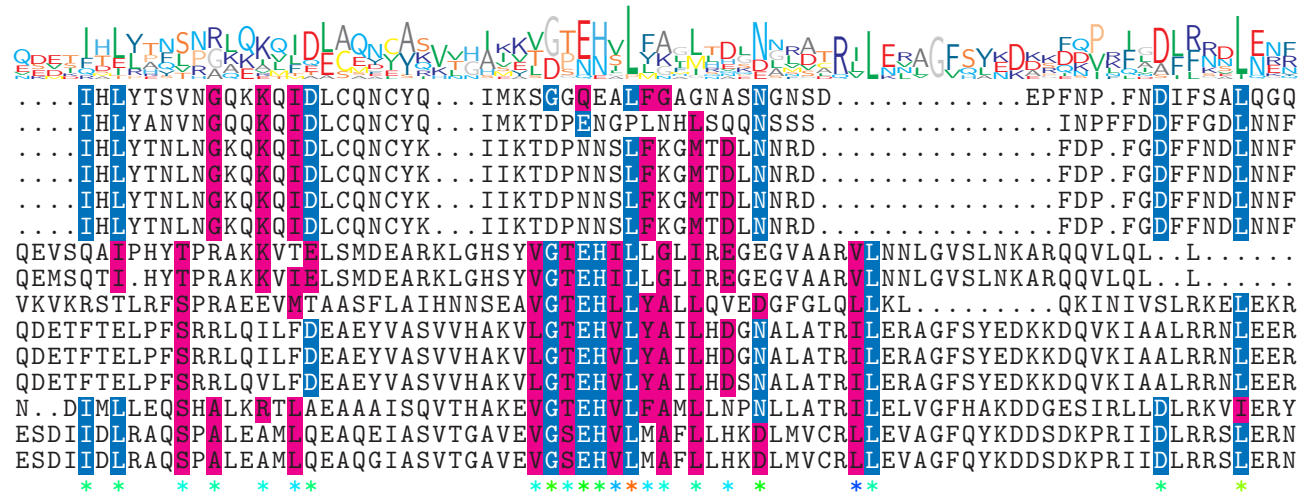 ....IHLYTSVNGQKKQIDLCQNCYQ...IMKSGGQEALFGAGNASNGNSD............EPFNP.FNDIFSALQGQ
....IHLYANVNGQQKQIDLCQNCYQ...IMKTDPENGPLNHLSQQNSSS...............INPFFDDFFGDLNNF
....IHLYTNLNGKQKQIDLCQNCYK...IIKTDPNNSLFKGMTDLNNRD...............FDP.FGDFFNDLNNF
....IHLYTNLNGKQKQIDLCQNCYK...IIKTDPNNSLFKGMTDLNNRD...............FDP.FGDFFNDLNNF
....IHLYTNLNGKQKQIDLCQNCYK...IIKTDPNNSLFKGMTDLNNRD...............FDP.FGDFFNDLNNF
....IHLYTNLNGKQKQIDLCQNCYK...IIKTDPNNSLFKGMTDLNNRD...............FDP.FGDFFNDLNNF
QEVSQAIPHYTPRAKKVTELSMDEARKLGHSYVGTEHILLGLIREGEGVAARVLNNLGVSLNKARQQVLQL..L......
QEMSQTI.HYTPRAKKVIELSMDEARKLGHSYVGTEHILLGLIREGEGVAARVLNNLGVSLNKARQQVLQL..L......
VKVKRSTLRFSPRAEEVMTAASFLAIHNNSEAVGTEHLLYALLQVEDGFGLQLLKL.........QKINIVSLRKELEKR
QDETFTELPFSRRLQILFDEAEYVASVVHAKVLGTEHVLYAILHDGNALATRILERAGFSYEDKKDQVKIAALRRNLEER
QDETFTELPFSRRLQILFDEAEYVASVVHAKVLGTEHVLYAILHDGNALATRILERAGFSYEDKKDQVKIAALRRNLEER
QDETFTELPFSRRLQVLFDEAEYVASVVHAKVLGTEHVLYAILHDSNALATRILERAGFSYEDKKDQVKIAALRRNLEER
N..DIMLLEQSHALKRTLAEAAAISQVTHAKEVGTEHVLFAMLLNPNLLATRILELVGFHAKDDGESIRLLDLRKVIERY
ESDIIDLRAQSPALEAMLQEAQEIASVTGAVEVGSEHVLMAFLLHKDLMVCRLLEVAGFQYKDDSDKPRIIDLRRSLERN
ESDIIDLRAQSPALEAMLQEAQGIASVTGAVEVGSEHVLMAFLLHKDLMVCRLLEVAGFQYKDDSDKPRIIDLRRSLERN